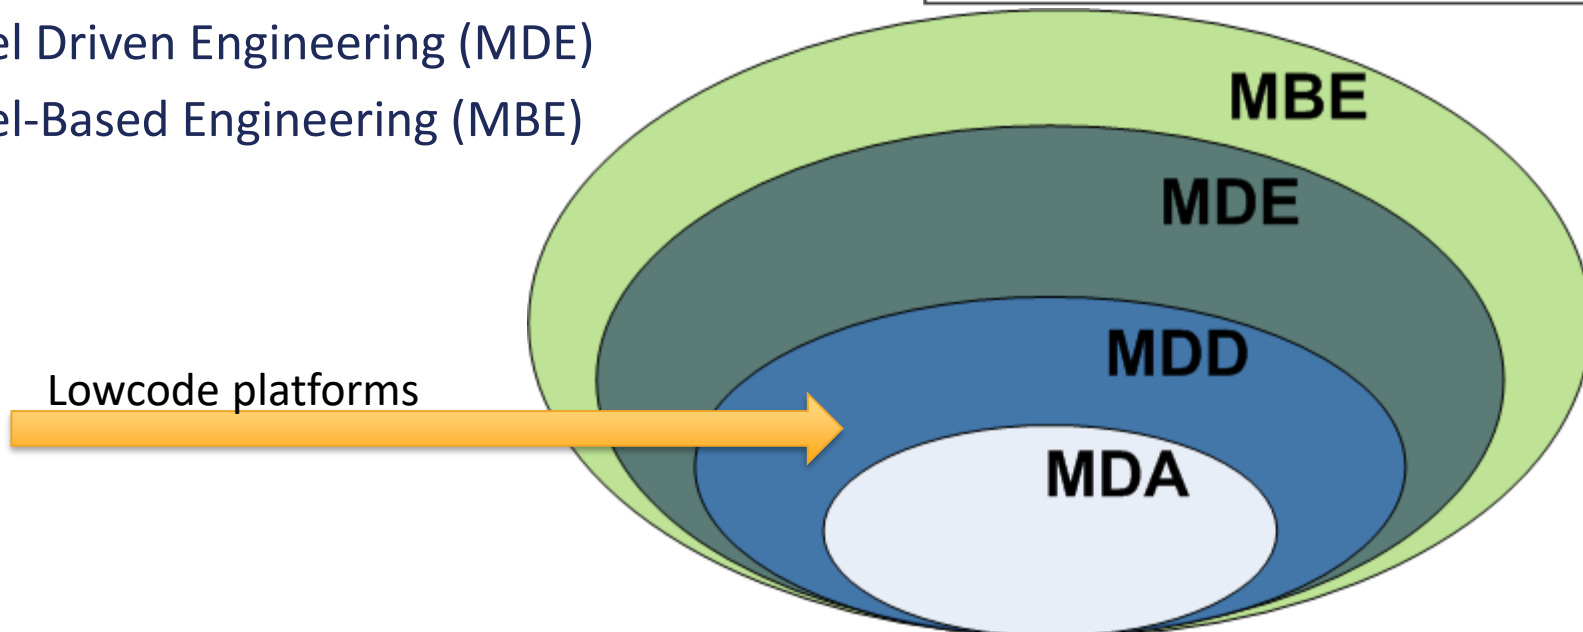 el Driven Engineering (MDE)
el-Based Engineering (MBE)
MBE
MDE
MDD
Lowcode platforms
MDA